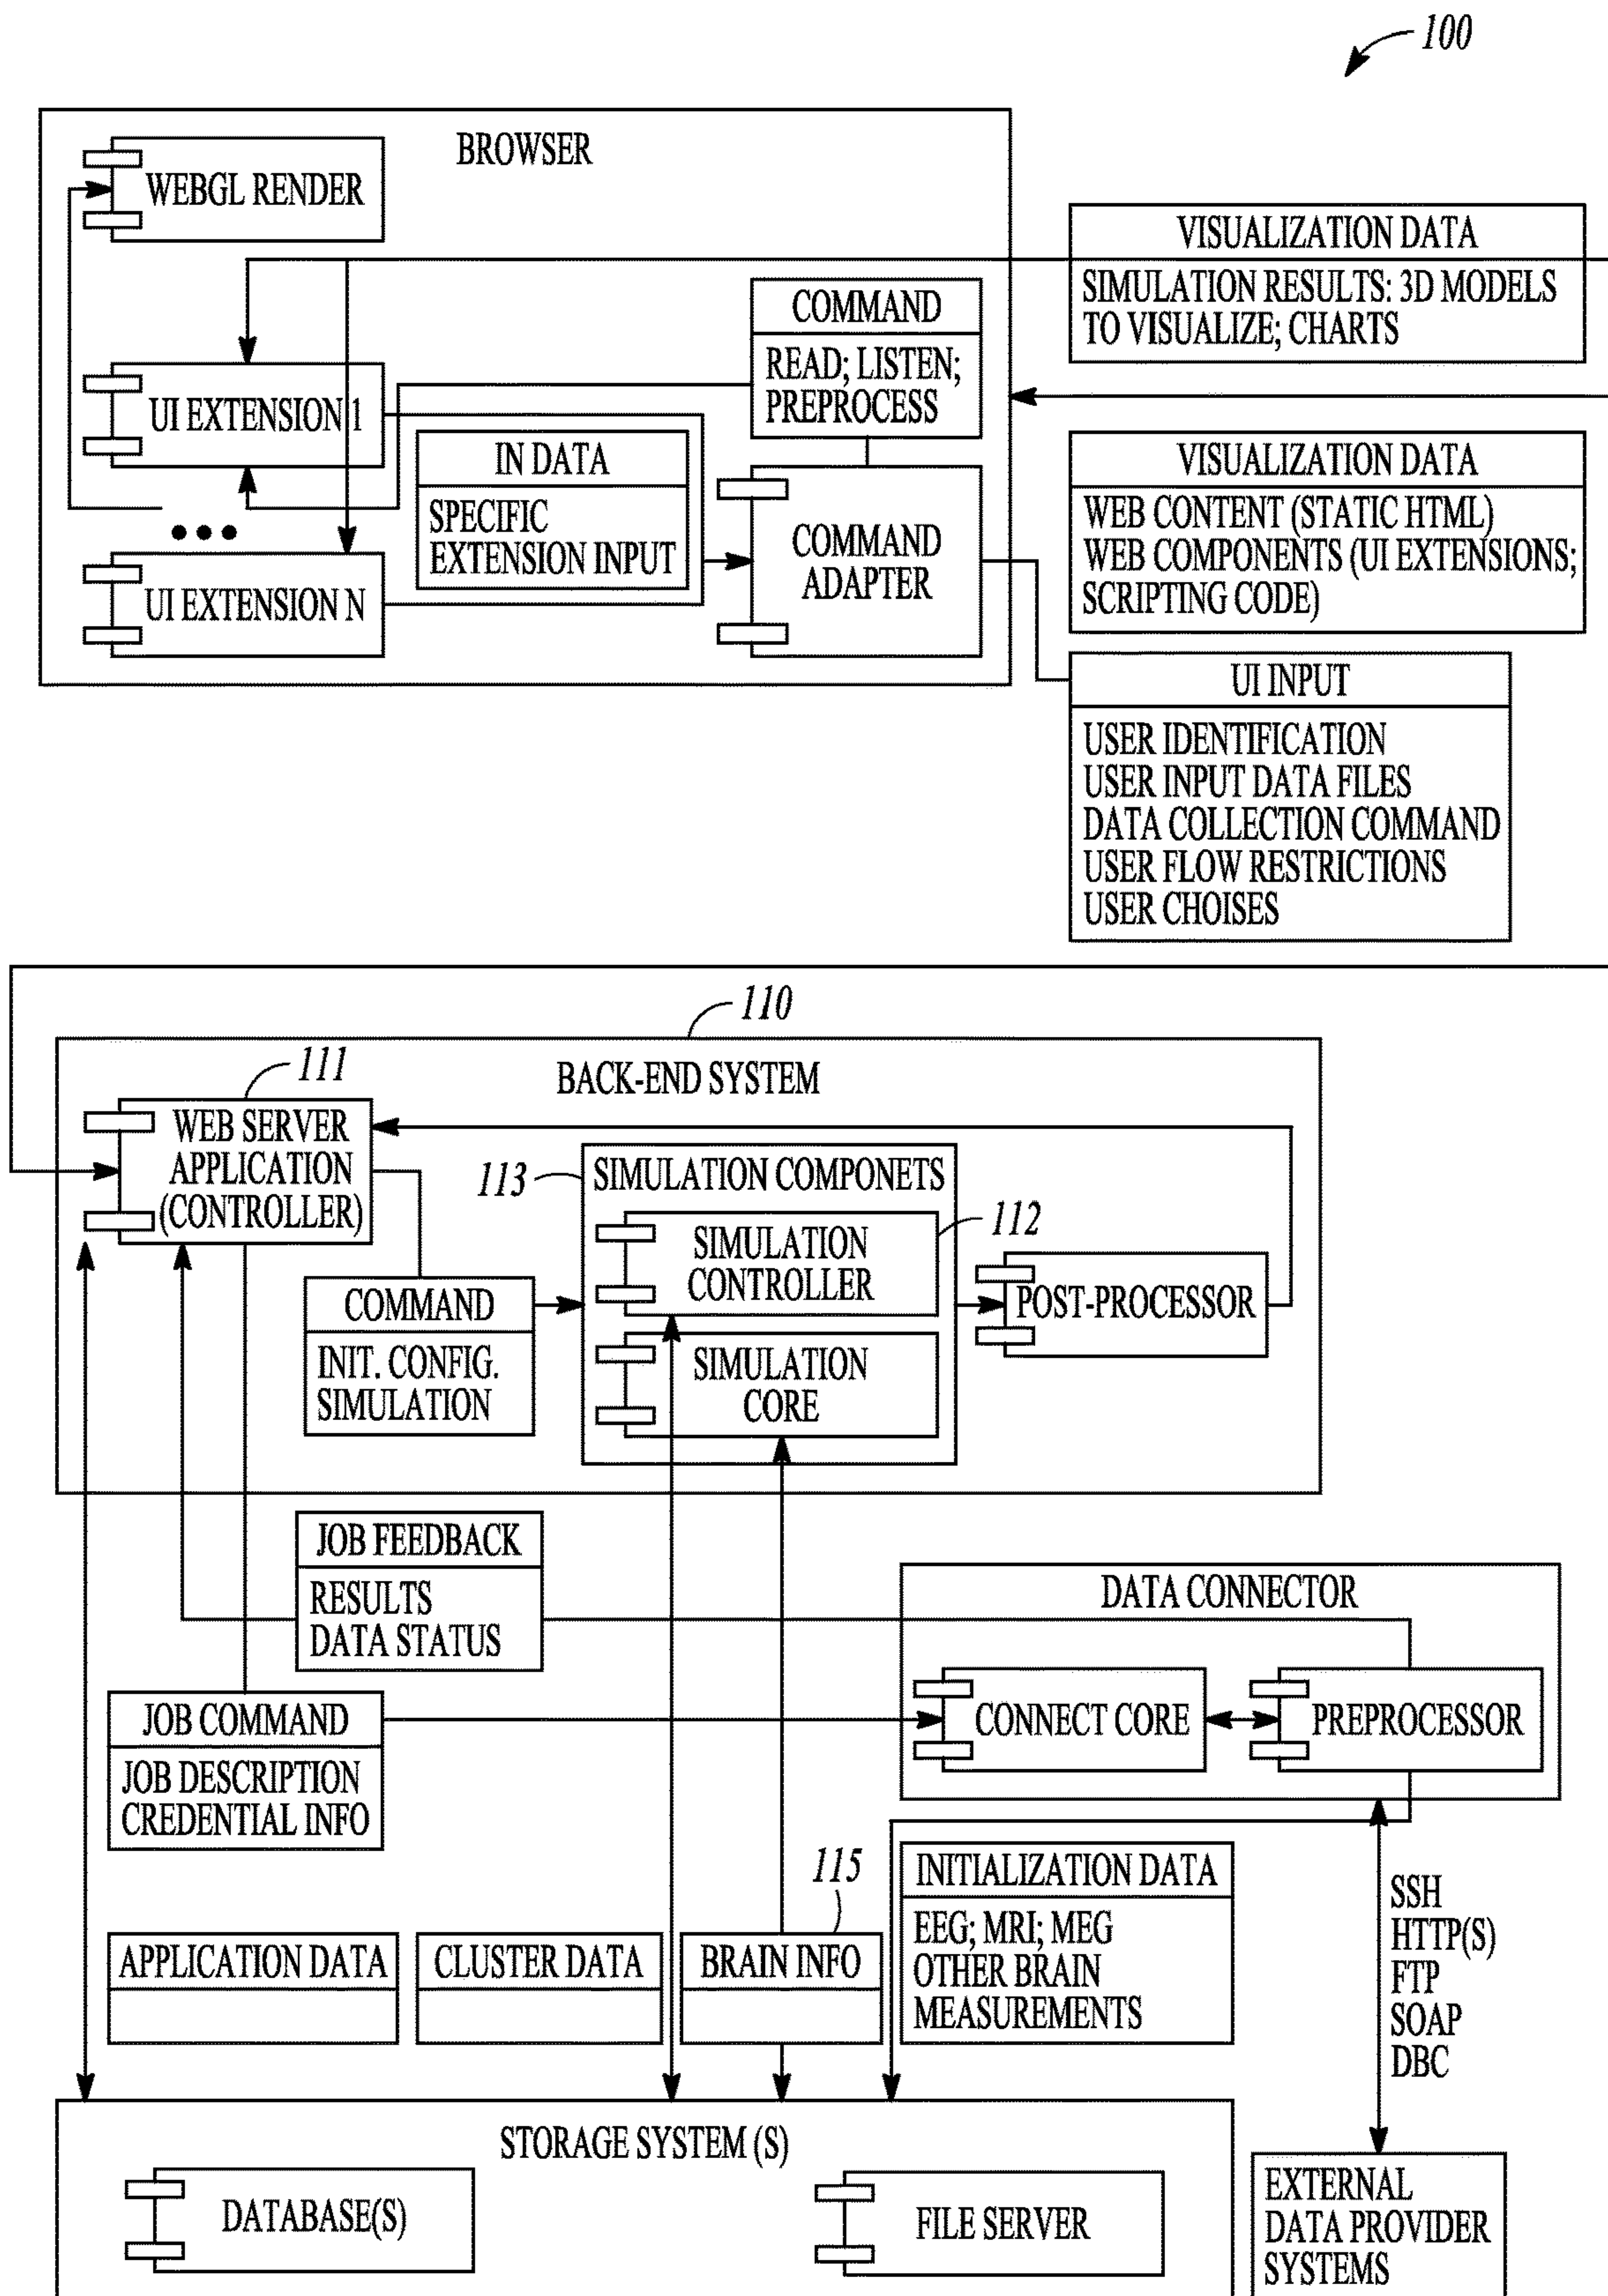 100
BROWSER
WEBGL RENDER
VISUALIZATION DATA
SIMULATION RESULTS: 3D MODELS
TO VISUALIZE; CHARTS
COMMAND
READ; LISTEN;
PREPROCESS
UI EXTENSION 1
IN DATA
SPECIFIC
EXTENSION INPUT
VISUALIZATION DATA
WEB CONTENT (STATIC HTML)
WEB COMPONENTS (UI EXTENSIONS;
SCRIPTING CODE)
COMMAND
ADAPTER
UI EXTENSION N
UI INPUT
USER IDENTIFICATION
USER INPUT DATA FILES
DATA COLLECTION COMMAND
USER FLOW RESTRICTIONS
USER CHOISES
110
BACK-END SYSTEM
111
WEB SERVER
APPLICATION
(CONTROLLER)
113
SIMULATION COMPONETS
112
SIMULATION
CONTROLLER
POST-PROCESSOR
COMMAND
INIT. CONFIG.
SIMULATION
SIMULATION
CORE
JOB FEEDBACK
RESULTS
DATA STATUS
DATA CONNECTOR
CONNECT CORE
PREPROCESSOR
JOB COMMAND
JOB DESCRIPTION
CREDENTIAL INFO
115
INITIALIZATION DATA
EEG; MRI; MEG
OTHER BRAIN
MEASUREMENTS
SSH
HTTP(S)
FTP
SOAP
DBC
APPLICATION DATA
CLUSTER DATA
BRAIN INFO
STORAGE SYSTEM (S)
DATABASE(S)
FILE SERVER
EXTERNAL
DATA PROVIDER
SYSTEMS